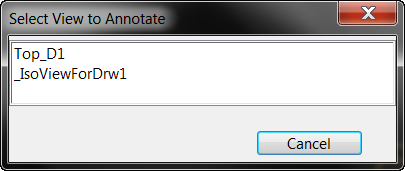 Select View to Annotate
Top_D1
_IsoViewForDrw1
Cancel